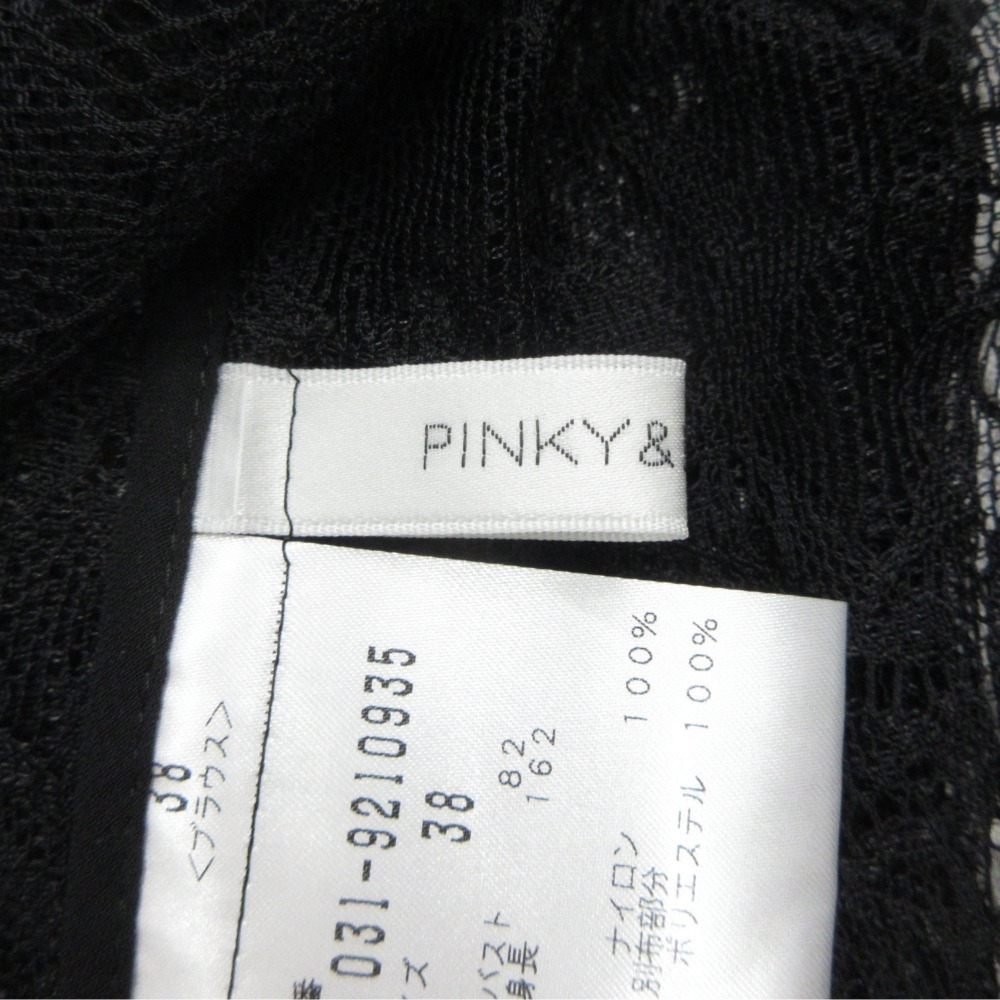 PINKY&
38
<ブラウス>
番 031-9210935
ズ 38
バスト 82
身長 162
ナイロン 100%
別布部分
ポリエステル 100%